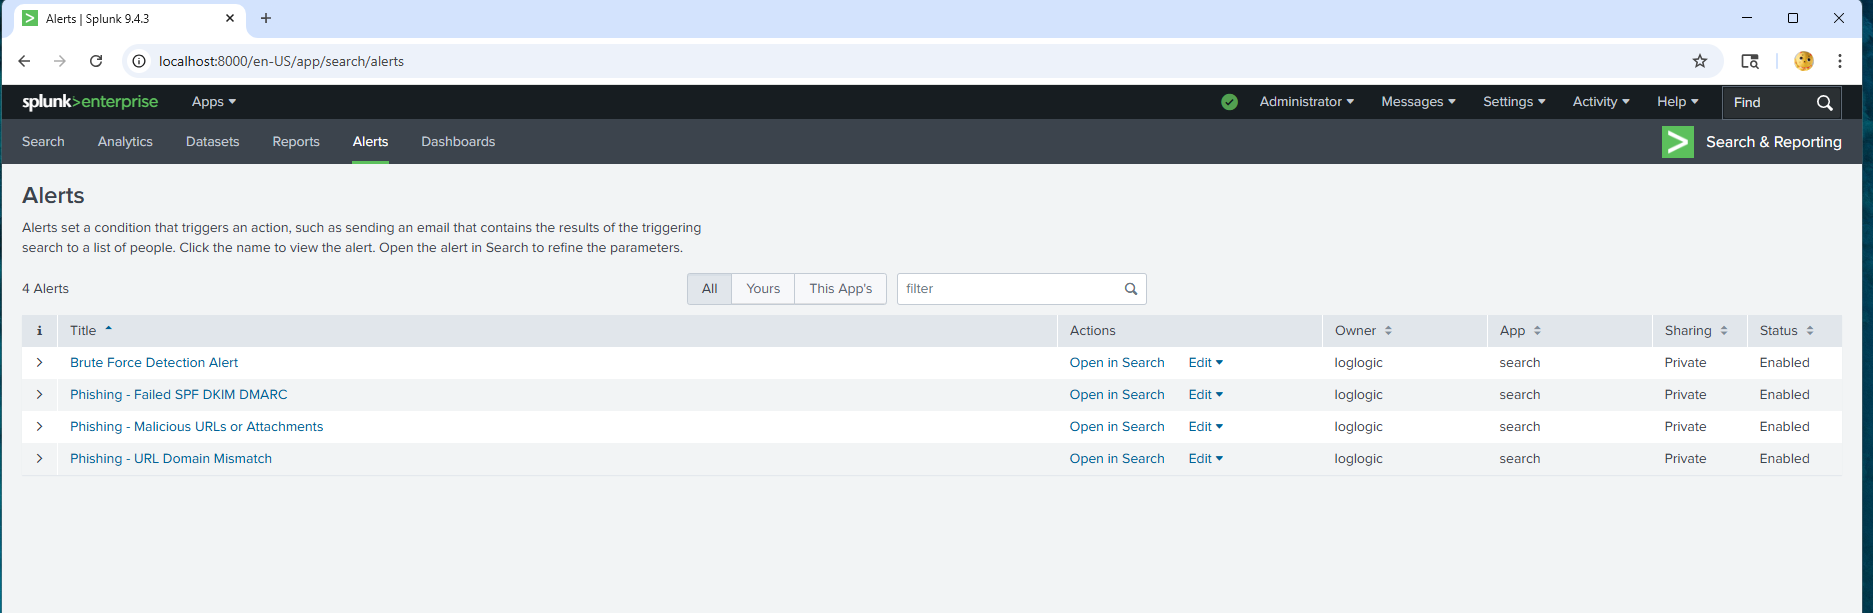 Alerts | Splunk 9.4.3
localhost:8000/en-US/app/search/alerts
splunk>enterprise Apps Administrator Messages Settings Activity Help Find
Search Analytics Datasets Reports Alerts Dashboards Search & Reporting
Alerts
Alerts set a condition that triggers an action, such as sending an email that contains the results of the triggering
search to a list of people. Click the name to view the alert. Open the alert in Search to refine the parameters.
4 Alerts All Yours This App's filter
i Title Actions Owner App Sharing Status
Brute Force Detection Alert Open in Search Edit loglogic search Private Enabled
Phishing - Failed SPF DKIM DMARC Open in Search Edit loglogic search Private Enabled
Phishing - Malicious URLs or Attachments Open in Search Edit loglogic search Private Enabled
Phishing - URL Domain Mismatch Open in Search Edit loglogic search Private Enabled